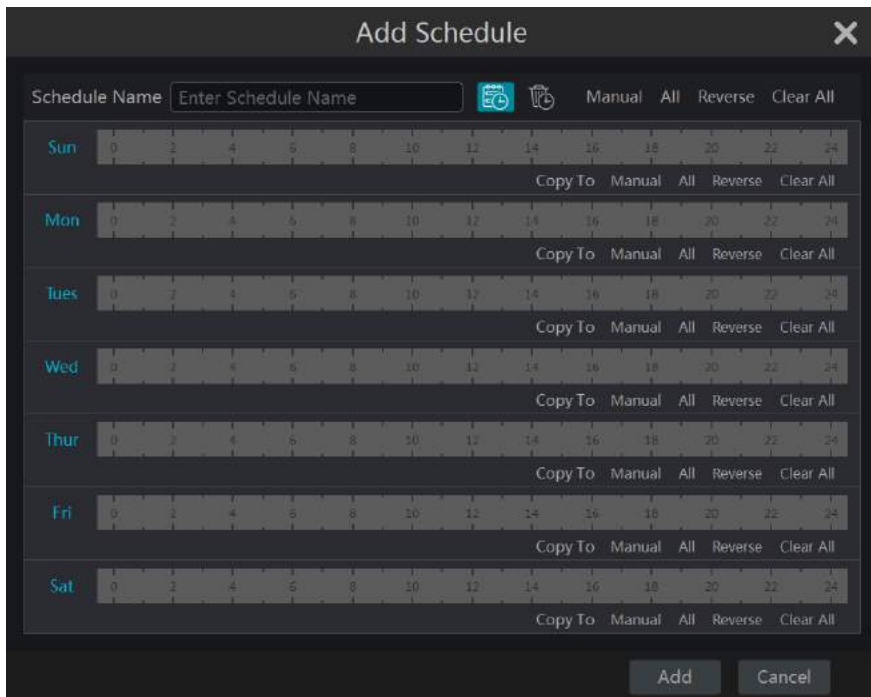 Add Schedule
Schedule Name Enter Schedule Name Manual All Reverse Clear All
Sun 0 2 4 6 8 10 12 14 16 18 20 22 24
Copy To Manual All Reverse Clear All
Mon 0 2 4 6 8 10 12 14 16 18 20 22 24
Copy To Manual All Reverse Clear All
Tues 0 2 4 6 8 10 12 14 16 18 20 22 24
Copy To Manual All Reverse Clear All
Wed 0 2 4 6 8 10 12 14 16 18 20 22 24
Copy To Manual All Reverse Clear All
Thur 0 2 4 6 8 10 12 14 16 18 20 22 24
Copy To Manual All Reverse Clear All
Fri 0 2 4 6 8 10 12 14 16 18 20 22 24
Copy To Manual All Reverse Clear All
Sat 0 2 4 6 8 10 12 14 16 18 20 22 24
Copy To Manual All Reverse Clear All
Add Cancel